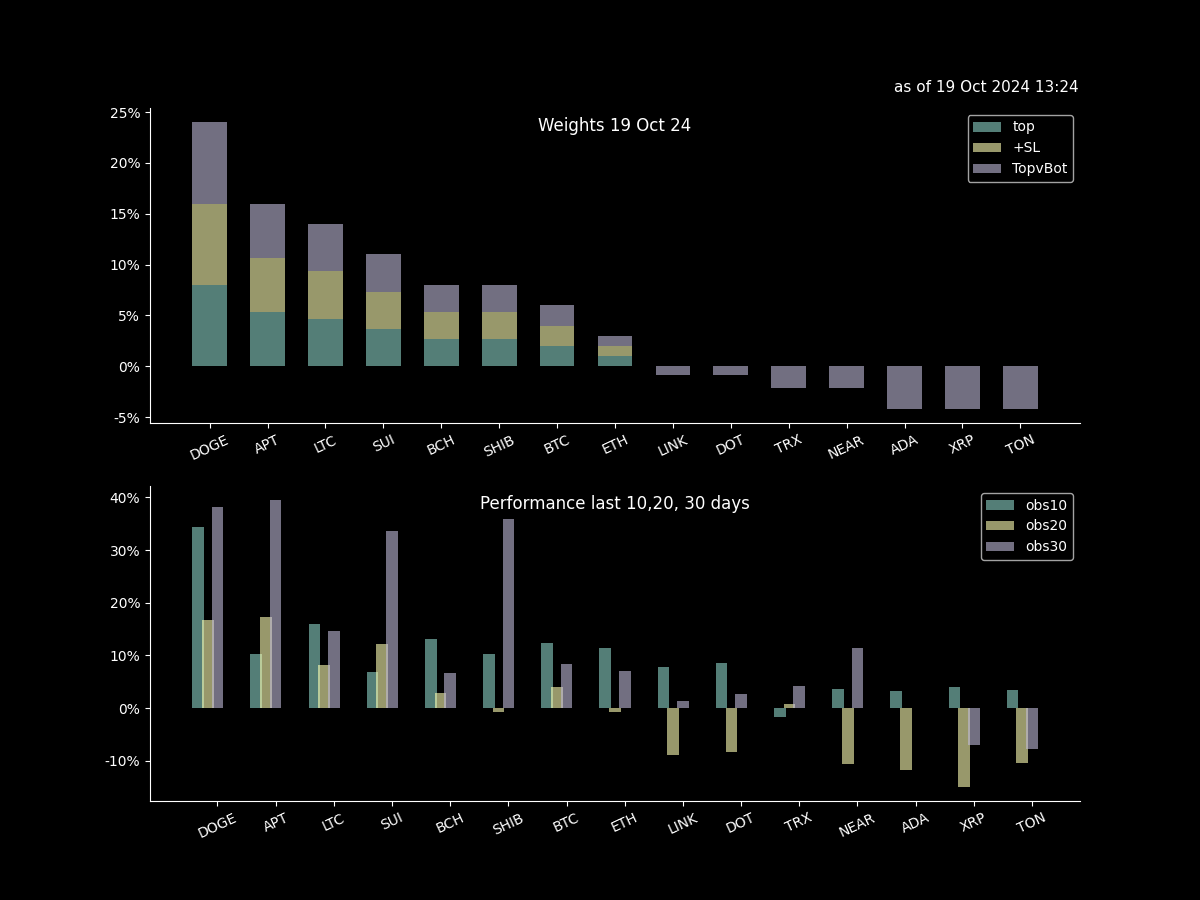 as of 19 Oct 2024 13:24
Weights 19 Oct 24
top
+SL
TopvBot
25%
20%
15%
10%
5%
0%
-5%
DOGE APT LTC SUI BCH SHIB BTC ETH LINK DOT TRX NEAR ADA XRP TON
Performance last 10,20, 30 days
obs10
obs20
obs30
40%
30%
20%
10%
0%
-10%
DOGE APT LTC SUI BCH SHIB BTC ETH LINK DOT TRX NEAR ADA XRP TON